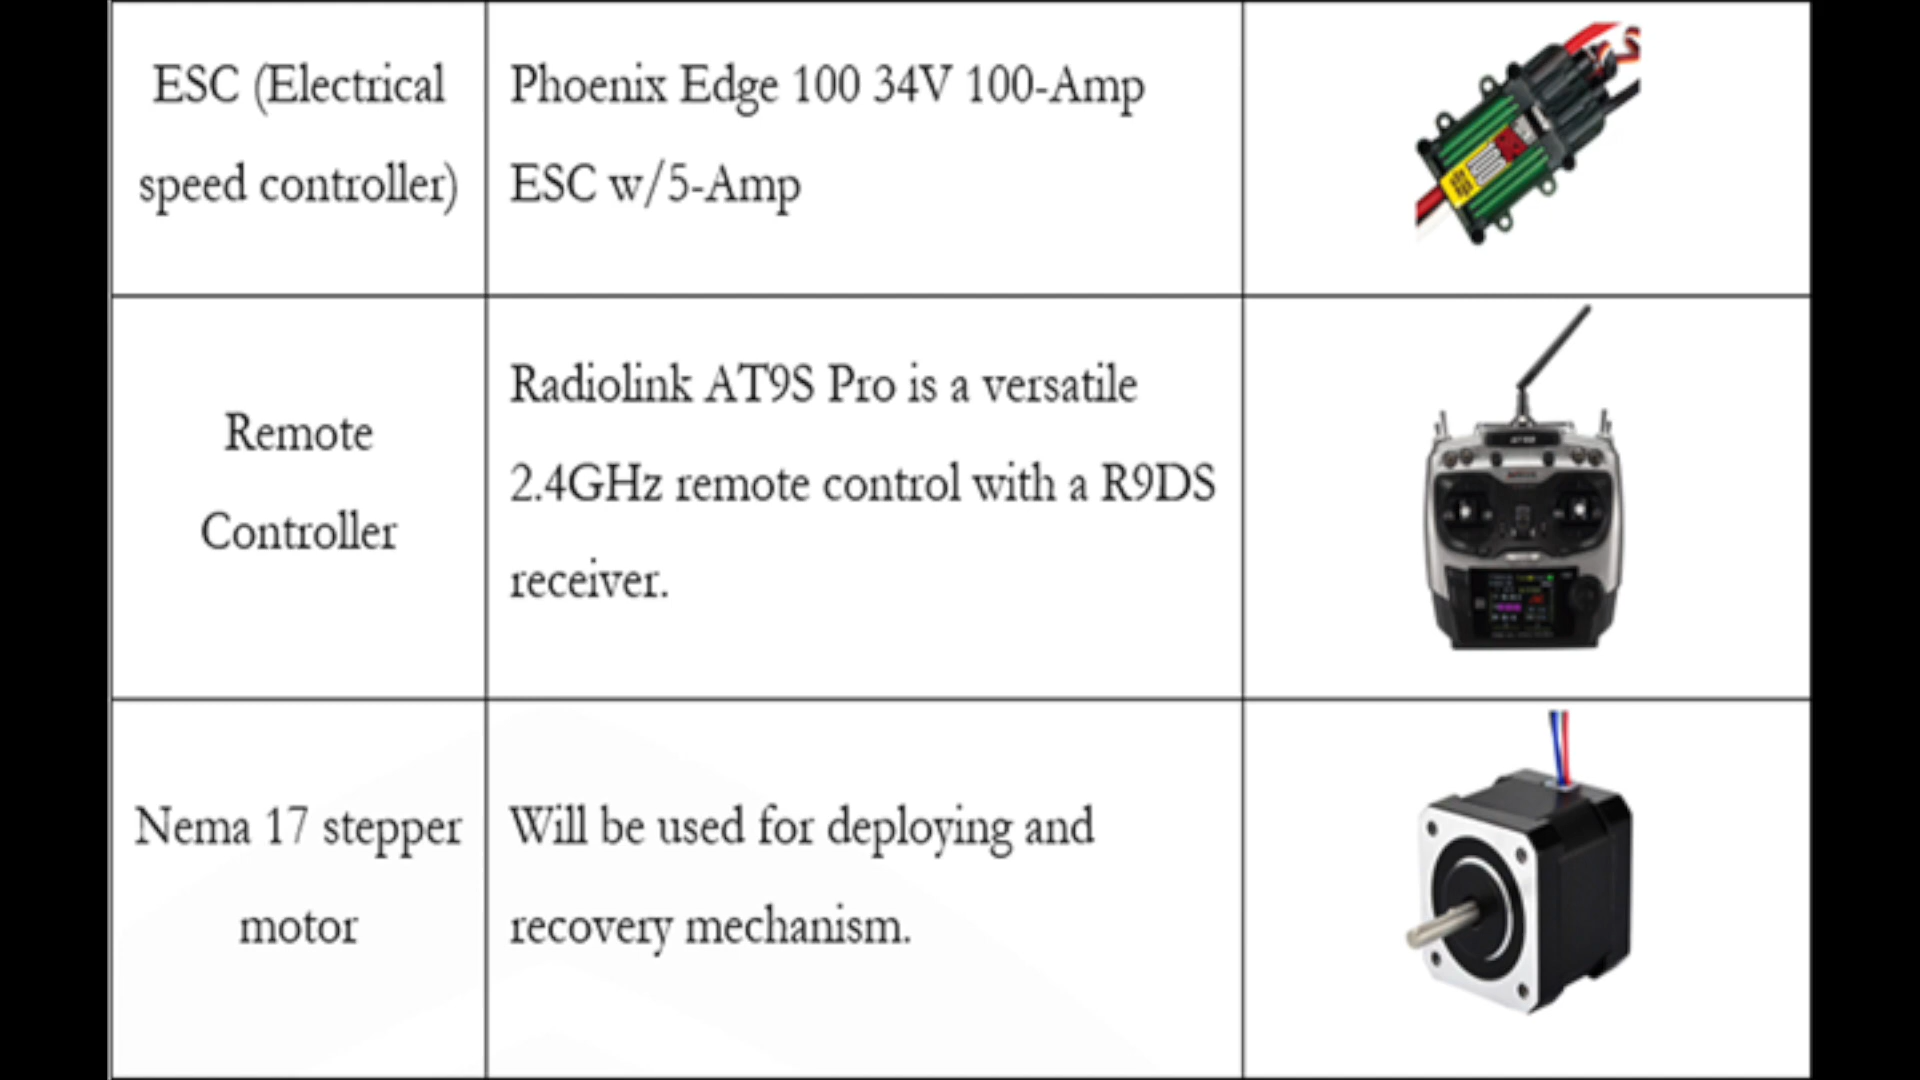 ESC (Electrical
speed controller)
Phoenix Edge 100 34V 100-Amp
ESC w/5-Amp
Remote
Controller
Radiolink AT9S Pro is a versatile
2.4GHz remote control with a R9DS
receiver.
Nema 17 stepper
motor
Will be used for deploying and
recovery mechanism.